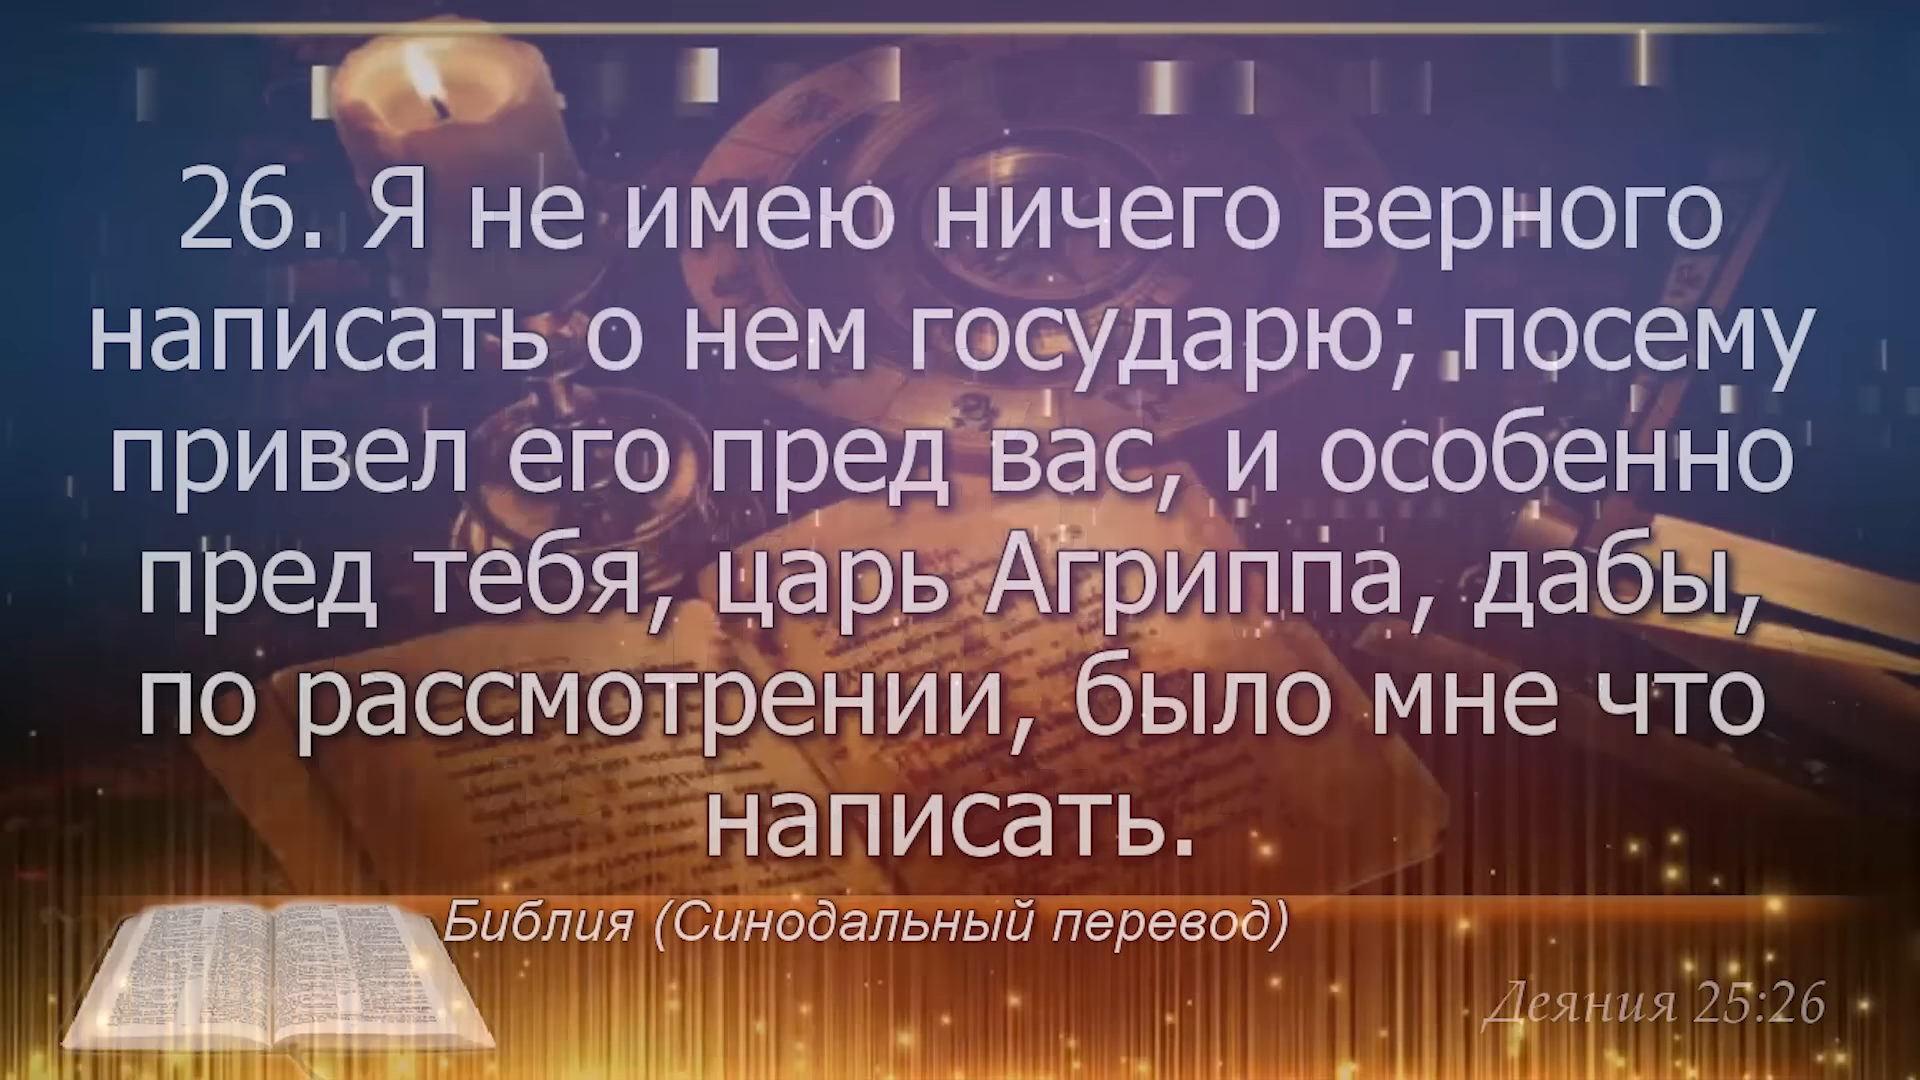 26. Я не имею ничего верного
написать о нем государю; посему
привел его пред вас, и особенно
пред тебя, царь Агриппа, дабы,
по рассмотрении, было мне что
написать.
Библия (Синодальный перевод)
Деяния 25:26